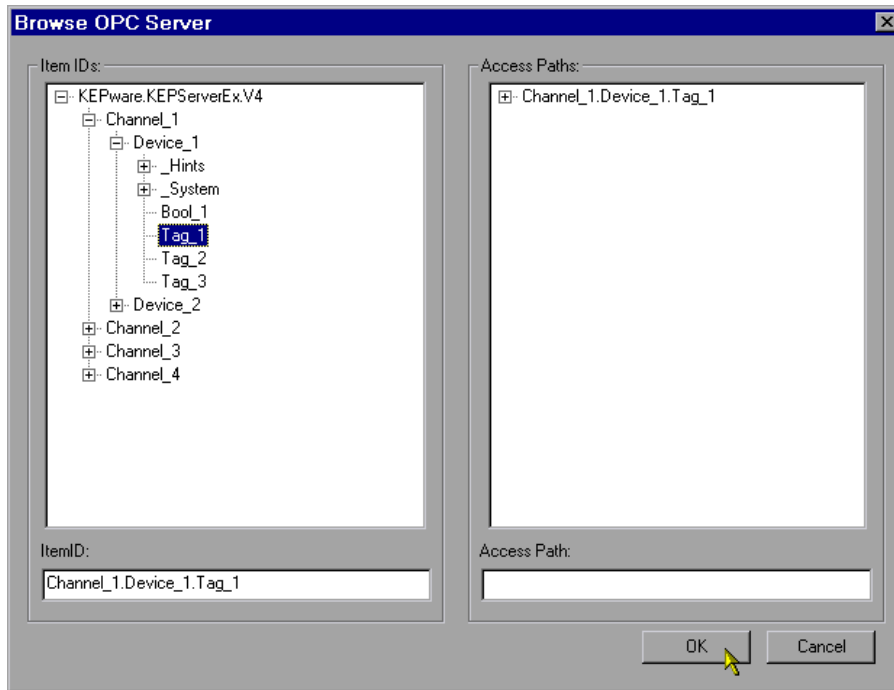 Browse OPC Server
Item IDs:
KEPware.KEPServerEx.V4
Channel_1
Device_1
_Hints
_System
Bool_1
Tag_1
Tag_2
Tag_3
Device_2
Channel_2
Channel_3
Channel_4
ItemID:
Channel_1.Device_1.Tag_1
Access Paths:
Channel_1.Device_1.Tag_1
Access Path:
OK
Cancel